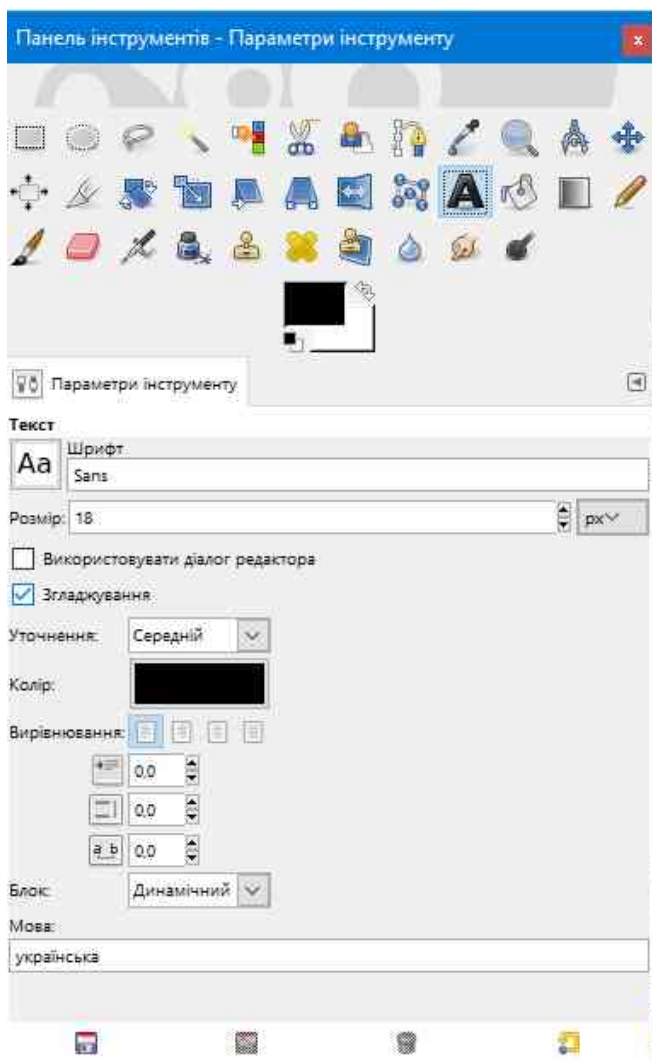 Панель інструментів - Параметри інструменту
Параметри інструменту
Текст
Aa
Шрифт
Sans
Розмір: 18 px
Використовувати діалог редактора
Згладжування
Уточнення: Середній
Колір:
Вирівнювання:
0,0
0,0
a b 0,0
Блок: Динамічний
Мова:
українська